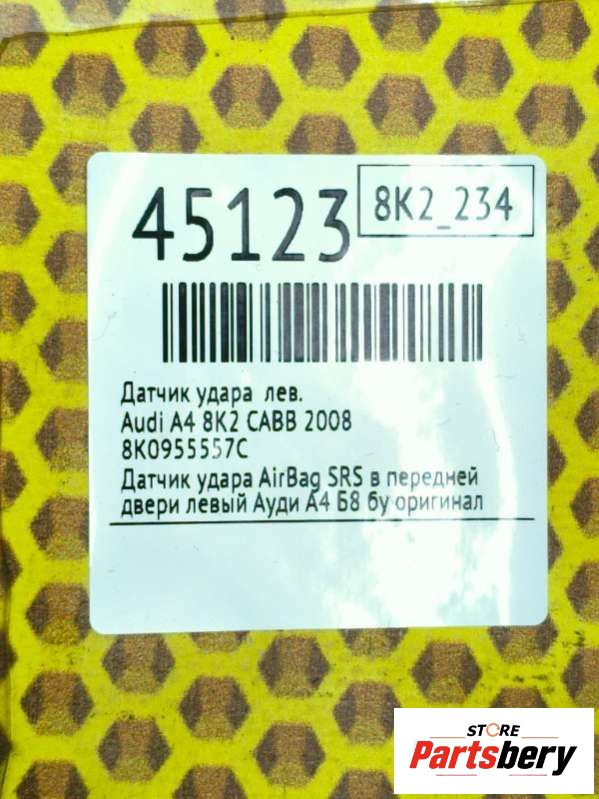 45123
8K2_234
Датчик удара лев.
Audi A4 8K2 CABB 2008
8K0955557C
Датчик удара AirBag SRS в передней
двери левый Ауди А4 Б8 бу оригинал
STORE
Partsbery